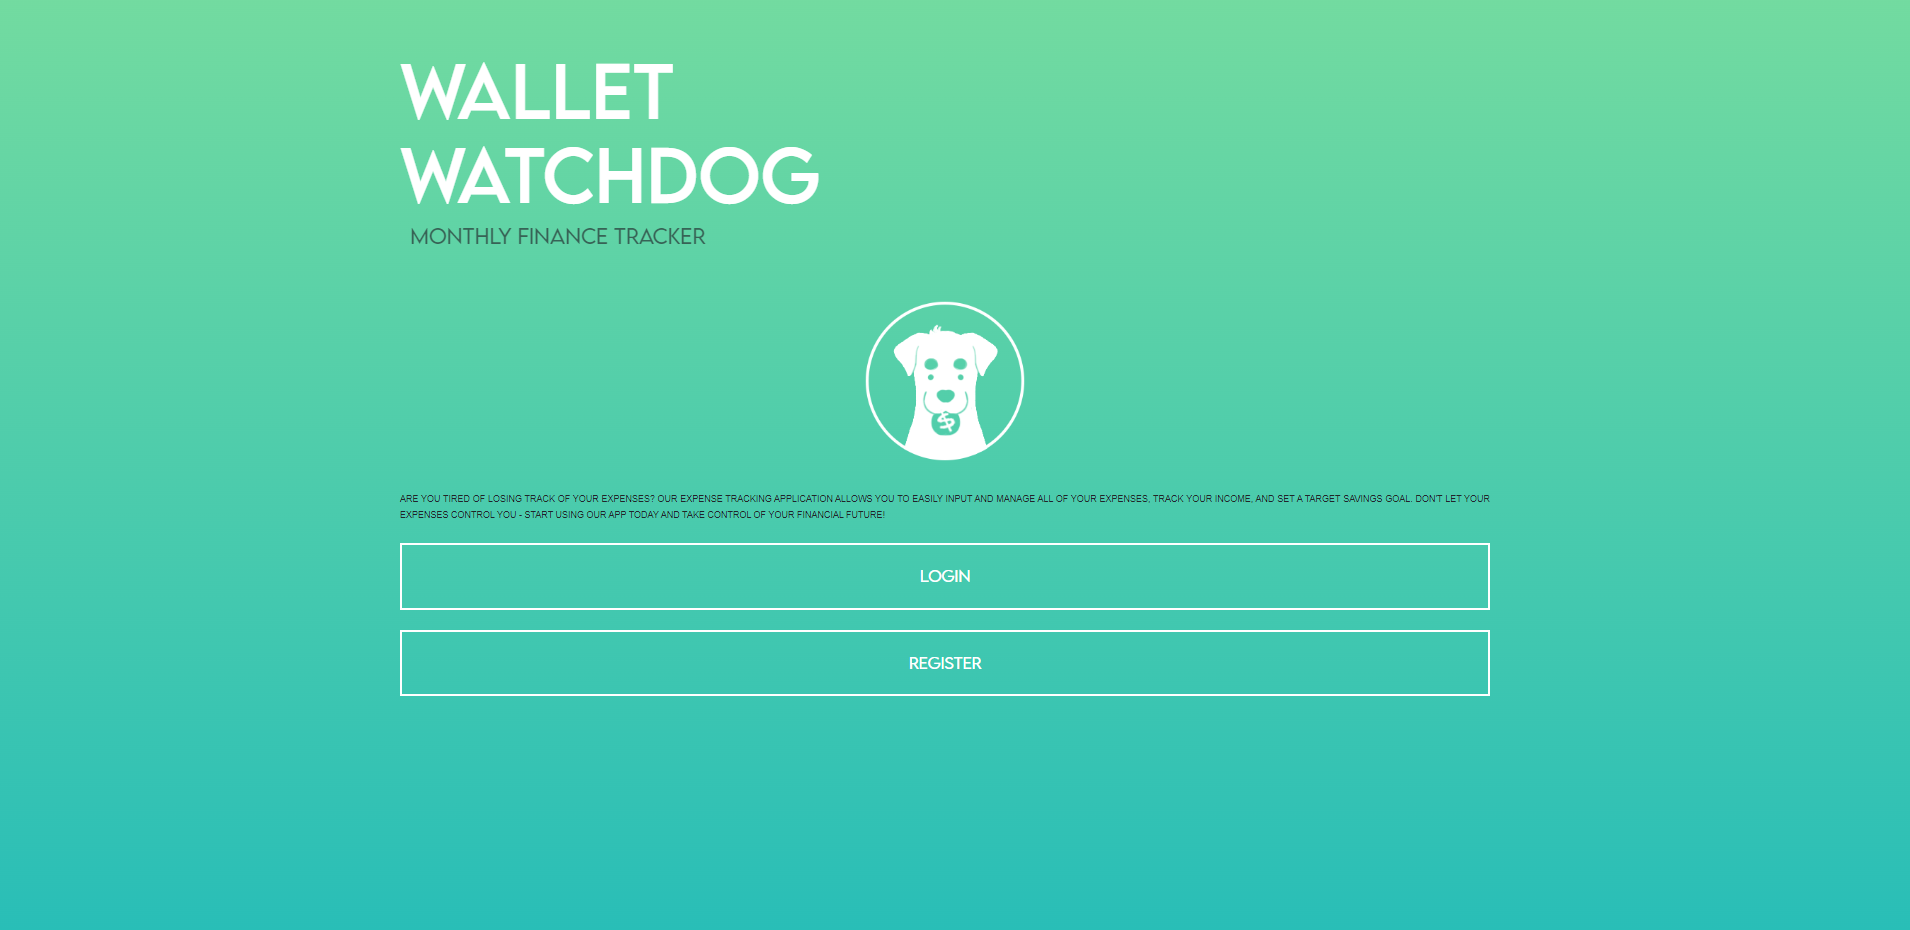 WALLET
WATCHDOG
MONTHLY FINANCE TRACKER
$
ARE YOU TIRED OF LOSING TRACK OF YOUR EXPENSES? OUR EXPENSE TRACKING APPLICATION ALLOWS YOU TO EASILY INPUT AND MANAGE ALL OF YOUR EXPENSES, TRACK YOUR INCOME, AND SET A TARGET SAVINGS GOAL. DON'T LET YOUR
EXPENSES CONTROL YOU - START USING OUR APP TODAY AND TAKE CONTROL OF YOUR FINANCIAL FUTURE!
LOGIN
REGISTER